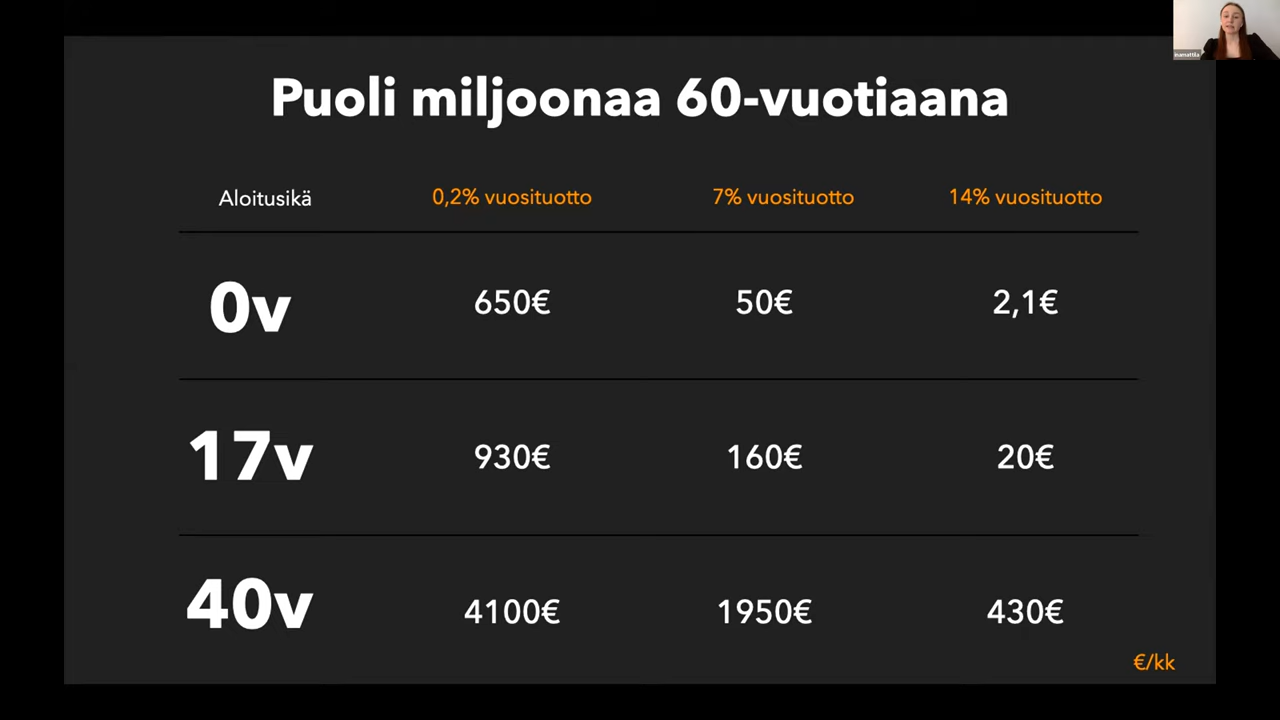 Puoli miljoonaa 60-vuotiaana
Aloitusikä 0,2% vuosituotto 7% vuosituotto 14% vuosituotto
0v 650€ 50€ 2,1€
17v 930€ 160€ 20€
40v 4100€ 1950€ 430€
€/kk